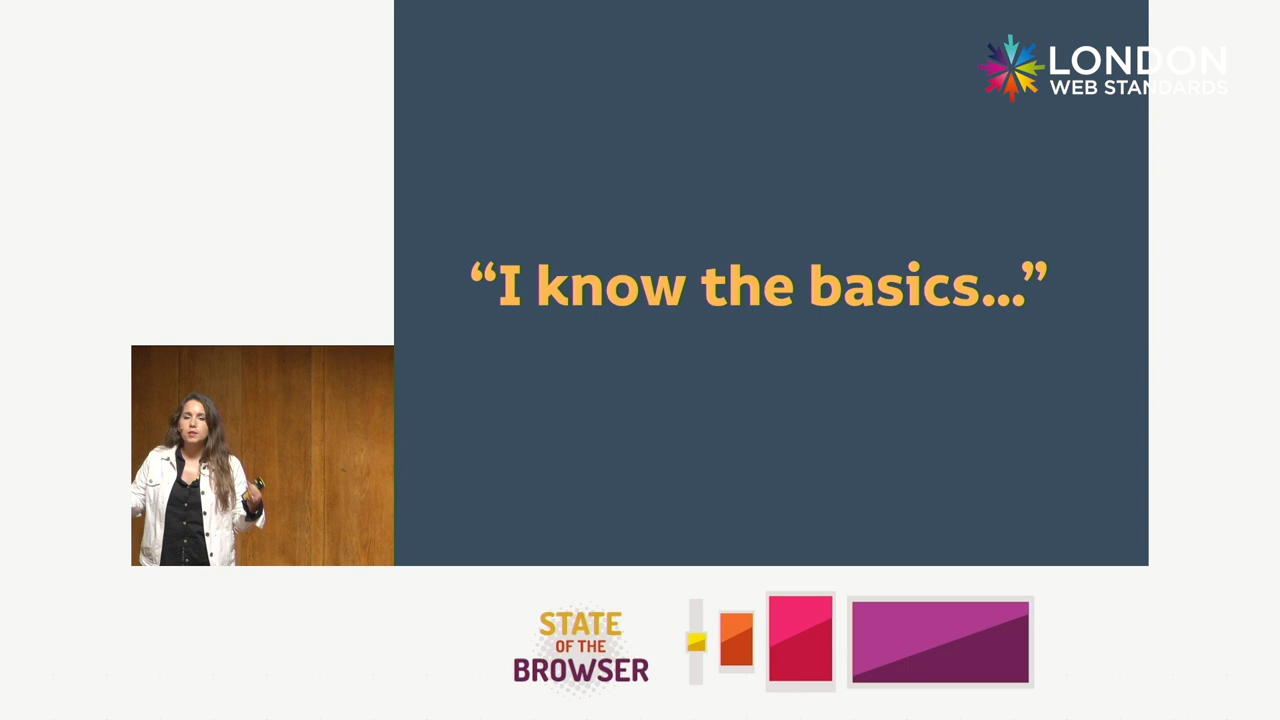 LONDON
WEB STANDARDS
“I know the basics...”
STATE
OF THE
BROWSER